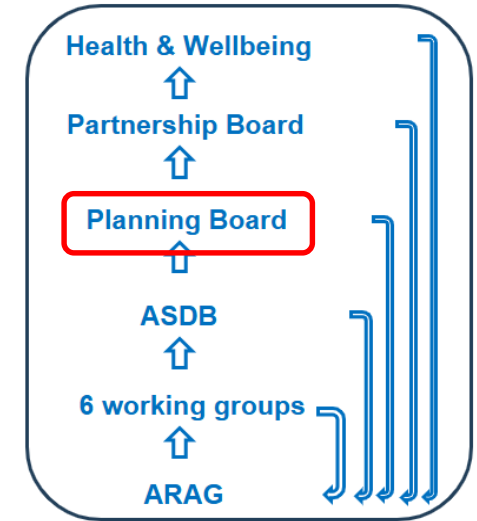 Health & Wellbeing
Partnership Board
Planning Board
ASDB
6 working groups
ARAG